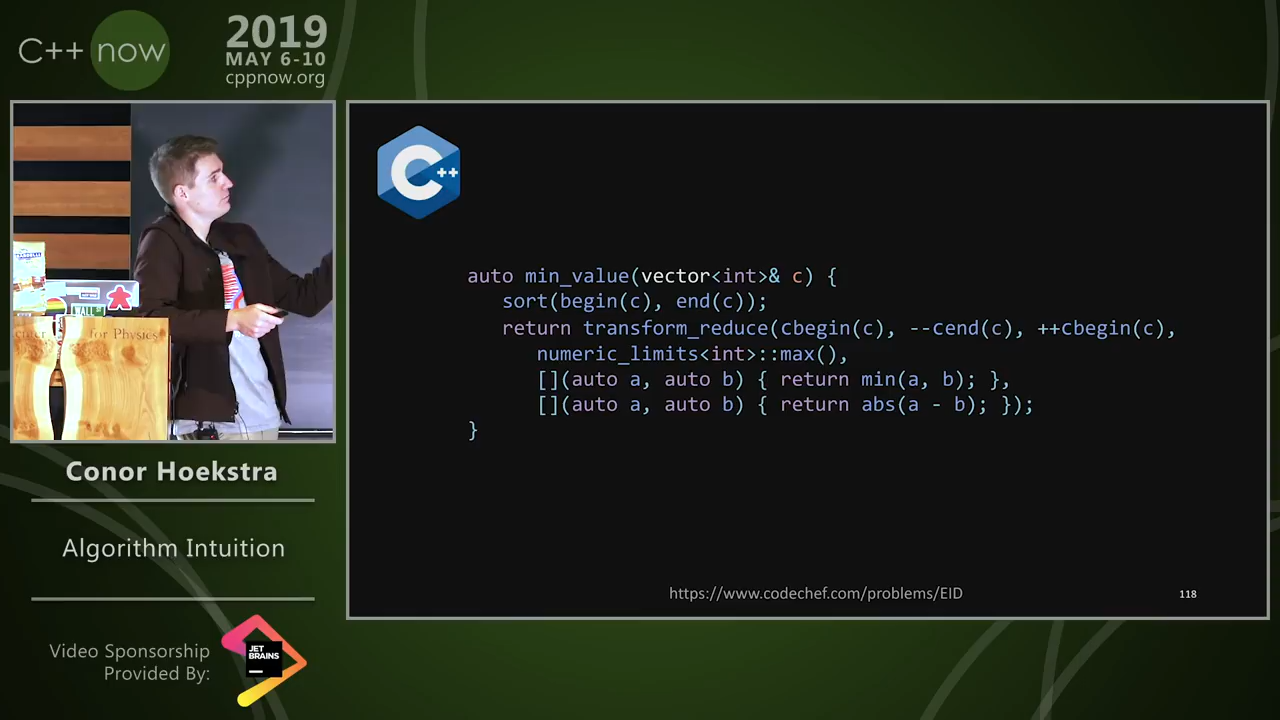 C++ now
2019
MAY 6-10
cppnow.org
C++
auto min_value(vector<int>& c) {
sort(begin(c), end(c));
return transform_reduce(cbegin(c), --cend(c), ++cbegin(c),
numeric_limits<int>::max(),
[](auto a, auto b) { return min(a, b); },
[](auto a, auto b) { return abs(a - b); });
}
https://www.codechef.com/problems/EID
118
for Physics
Conor Hoekstra
Algorithm Intuition
Video Sponsorship
Provided By:
JET
BRAINS